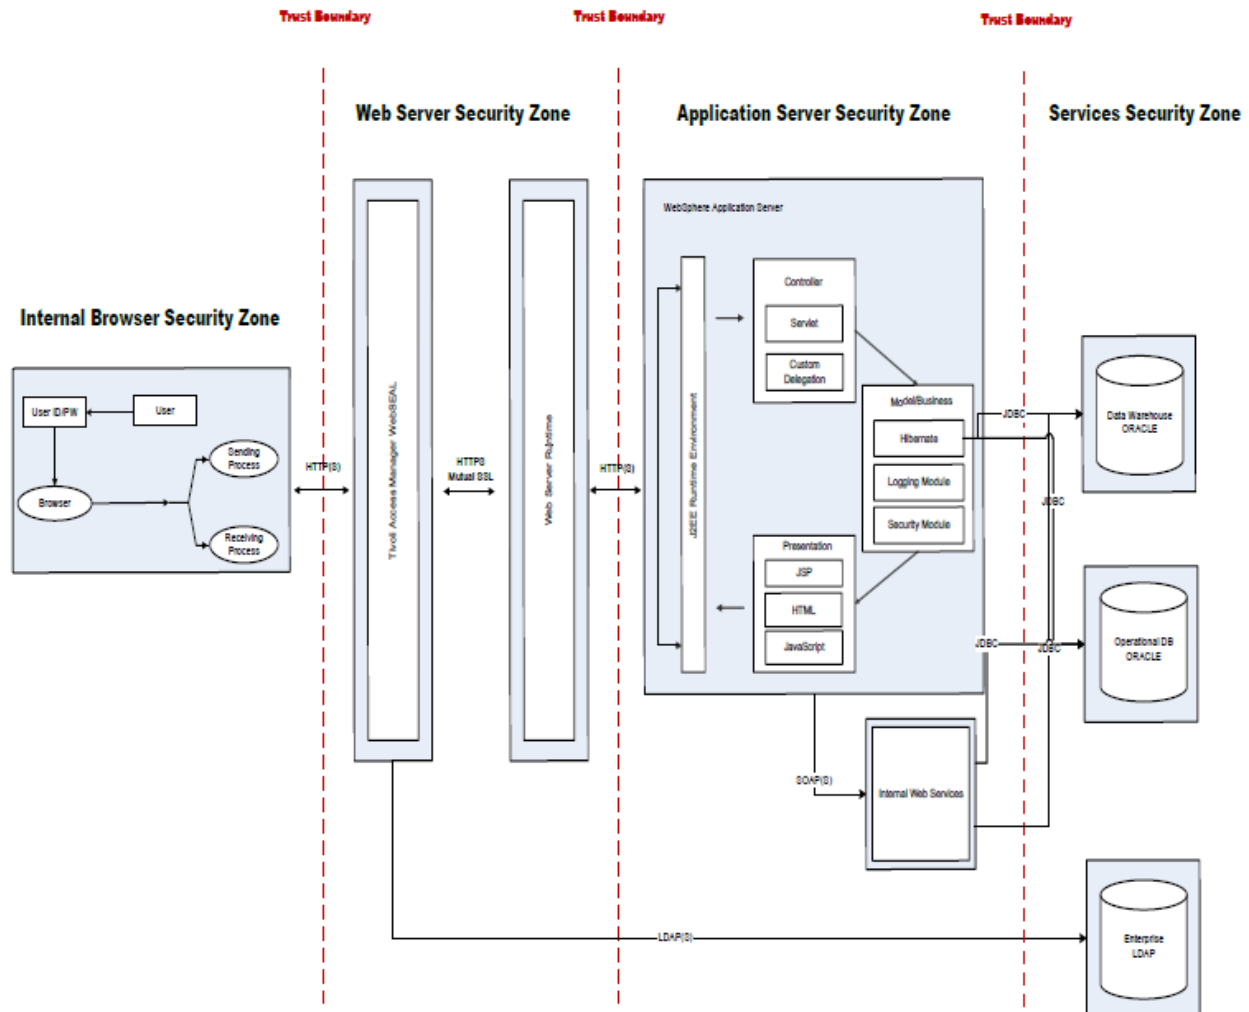 Trust Boundary
Trust Boundary
Trust Boundary
Web Server Security Zone
Application Server Security Zone
Services Security Zone
Internal Browser Security Zone
User ID/PW
User
Browser
Sending
Process
Receiving
Process
HTTP(S)
Tivoli Access Manager WebSEAL
HTTPS
Mutual SSL
Web Server Runtime
HTTP(S)
WebSphere Application Server
J2EE Runtime Environment
Controller
Servlet
Custom
Delegation
Model/Business
Hibernate
Logging Module
Security Module
Presentation
JSP
HTML
JavaScript
JDBC
JDBC
JDBC
JDBC
Data Warehouse
ORACLE
Operational DB
ORACLE
SOAP(S)
Internal Web Services
LDAP(S)
Enterprise
LDAP